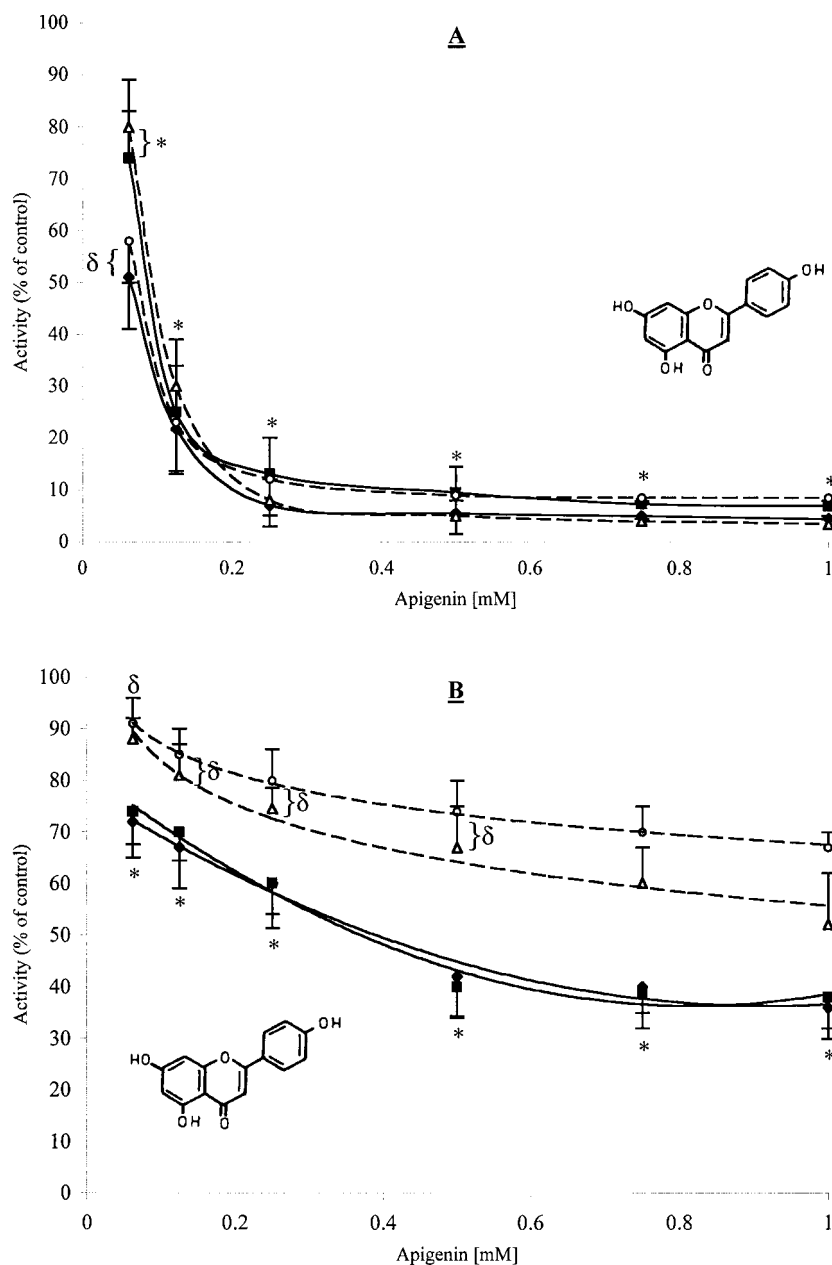 A
Activity (% of control)
100
90
80
70
60
50
40
30
20
10
0
} *
δ {
*
*
*
*
*
OH
HO
O
OH
O
0
0.2
0.4
0.6
0.8
1
Apigenin [mM]
B
Activity (% of control)
100
90
80
70
60
50
40
30
20
10
0
δ
} δ
} δ
} δ
*
*
*
*
*
*
OH
HO
O
OH
O
0
0.2
0.4
0.6
0.8
1
Apigenin [mM]